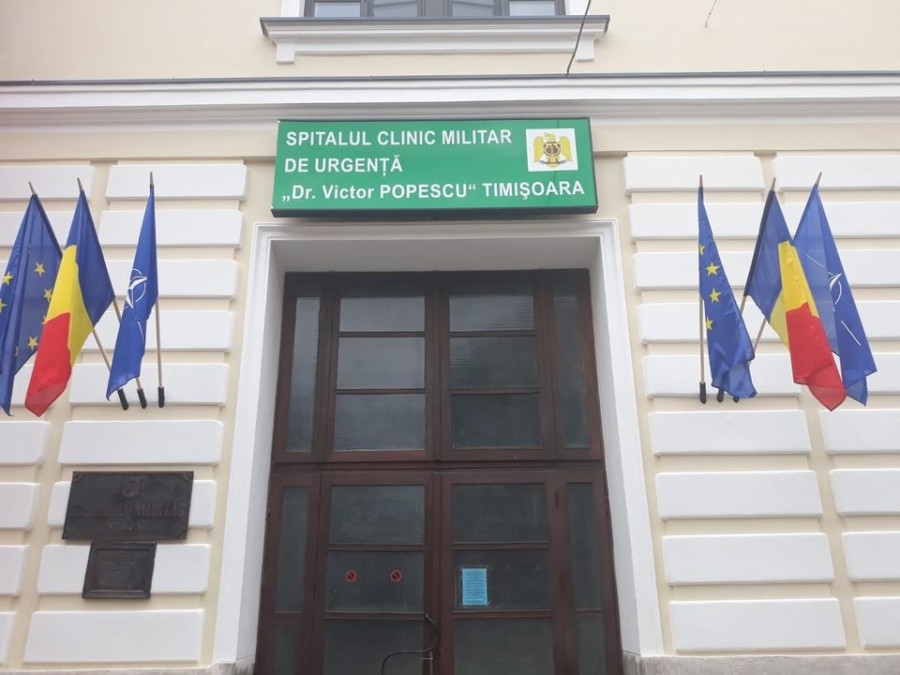 SPITALUL CLINIC MILITAR
DE URGENȚĂ
„Dr. Victor POPESCU“ TIMIŞOARA